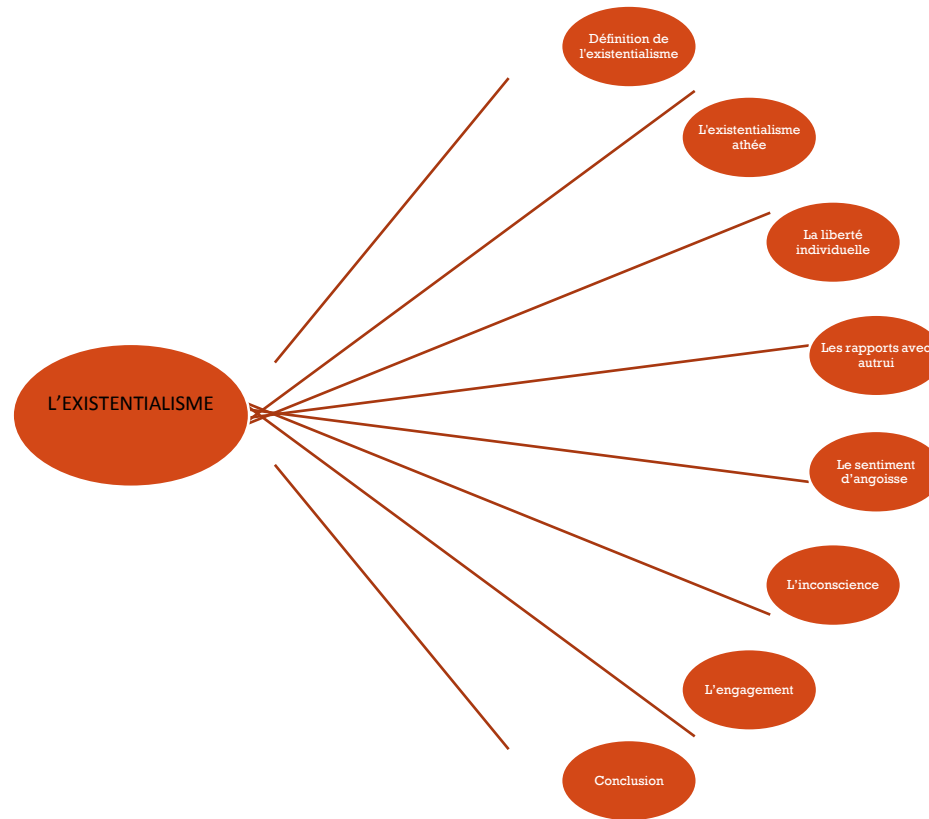 Définition de
l'existentialisme
L'existentialisme
athée
La liberté
individuelle
Les rapports avec
autrui
L'EXISTENTIALISME
Le sentiment
d'angoisse
L'inconscience
L'engagement
Conclusion